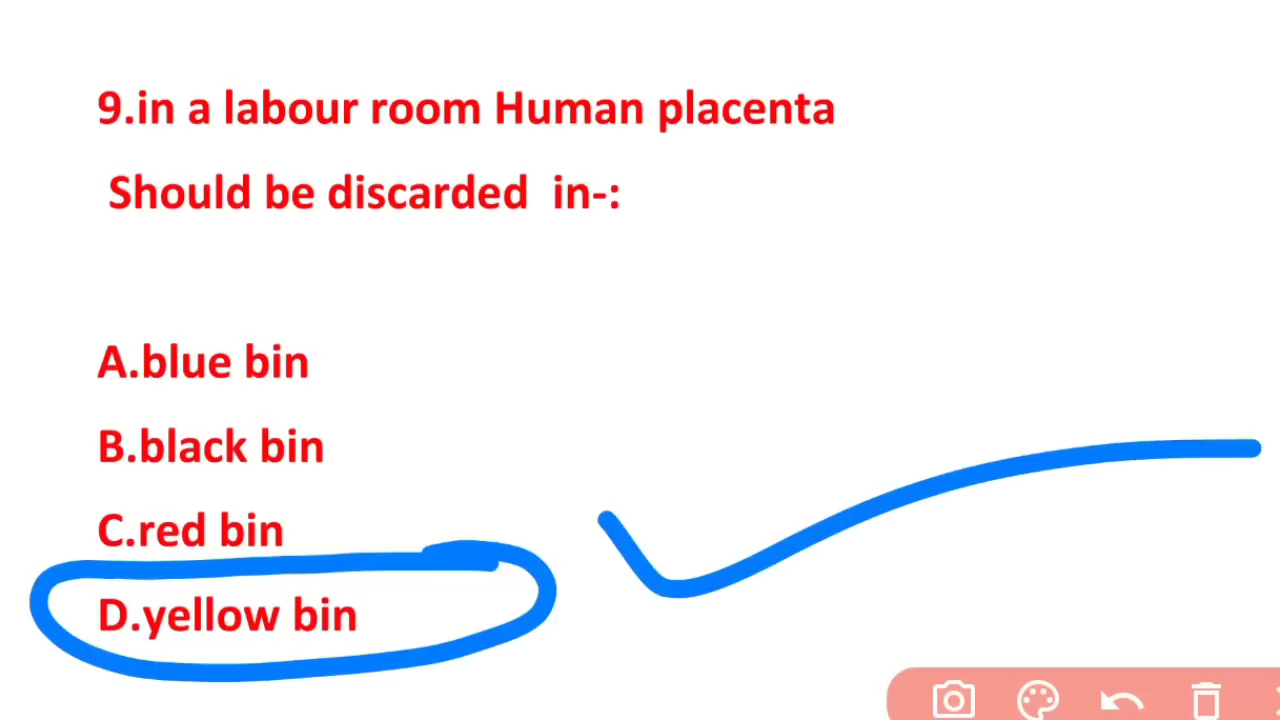 9.in a labour room Human placenta
Should be discarded in-:
A.blue bin
B.black bin
C.red bin
D.yellow bin